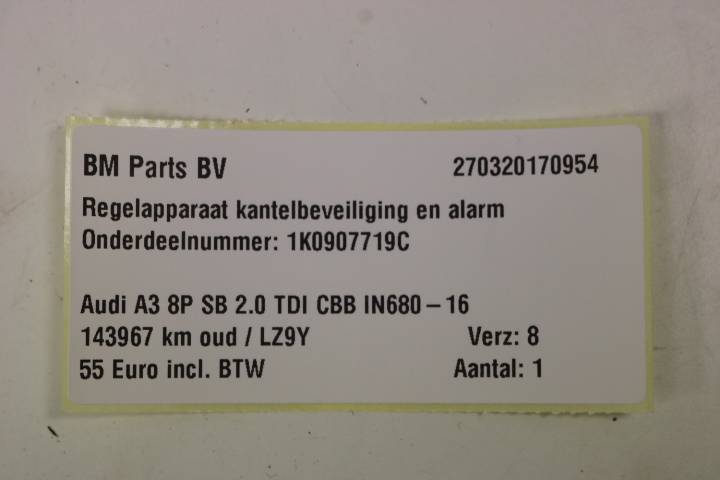 BM Parts BV 270320170954
Regelapparaat kantelbeveiliging en alarm
Onderdeelnummer: 1K0907719C
Audi A3 8P SB 2.0 TDI CBB IN680-16
143967 km oud / LZ9Y Verz: 8
55 Euro incl. BTW Aantal: 1